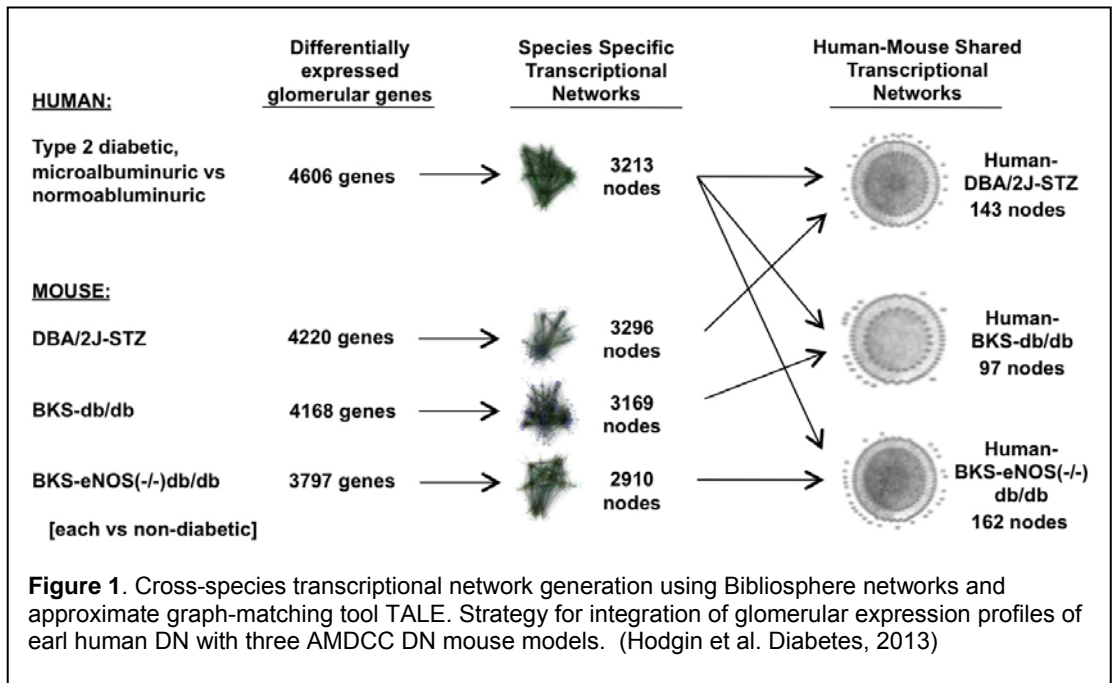 Differentially
expressed
glomerular genes
Species Specific
Transcriptional
Networks
Human-Mouse Shared
Transcriptional
Networks
HUMAN:
Type 2 diabetic,
microalbuminuric vs
normoabluminuric
4606 genes
3213
nodes
Human-
DBA/2J-STZ
143 nodes
MOUSE:
DBA/2J-STZ
4220 genes
3296
nodes
Human-
BKS-db/db
97 nodes
BKS-db/db
4168 genes
3169
nodes
BKS-eNOS(-/-)db/db
3797 genes
2910
nodes
Human-
BKS-eNOS(-/-)
db/db
162 nodes
[each vs non-diabetic]
Figure 1. Cross-species transcriptional network generation using Bibliosphere networks and
approximate graph-matching tool TALE. Strategy for integration of glomerular expression profiles of
earl human DN with three AMDCC DN mouse models. (Hodgin et al. Diabetes, 2013)